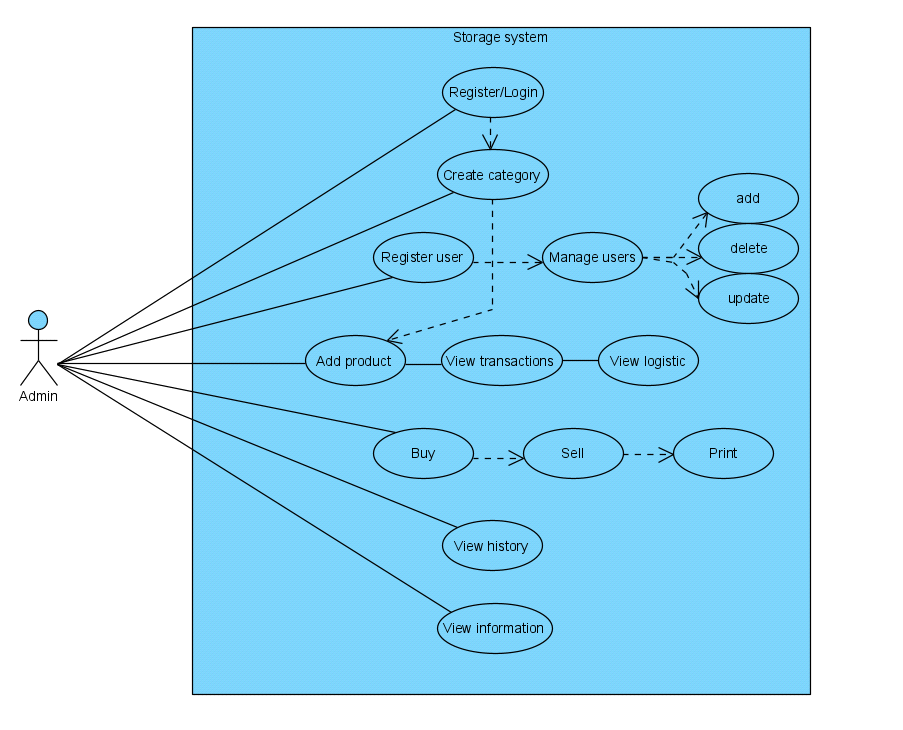 Storage system
Register/Login
Create category
add
Register user
Manage users
delete
update
Add product
View transactions
View logistic
Admin
Buy
Sell
Print
View history
View information